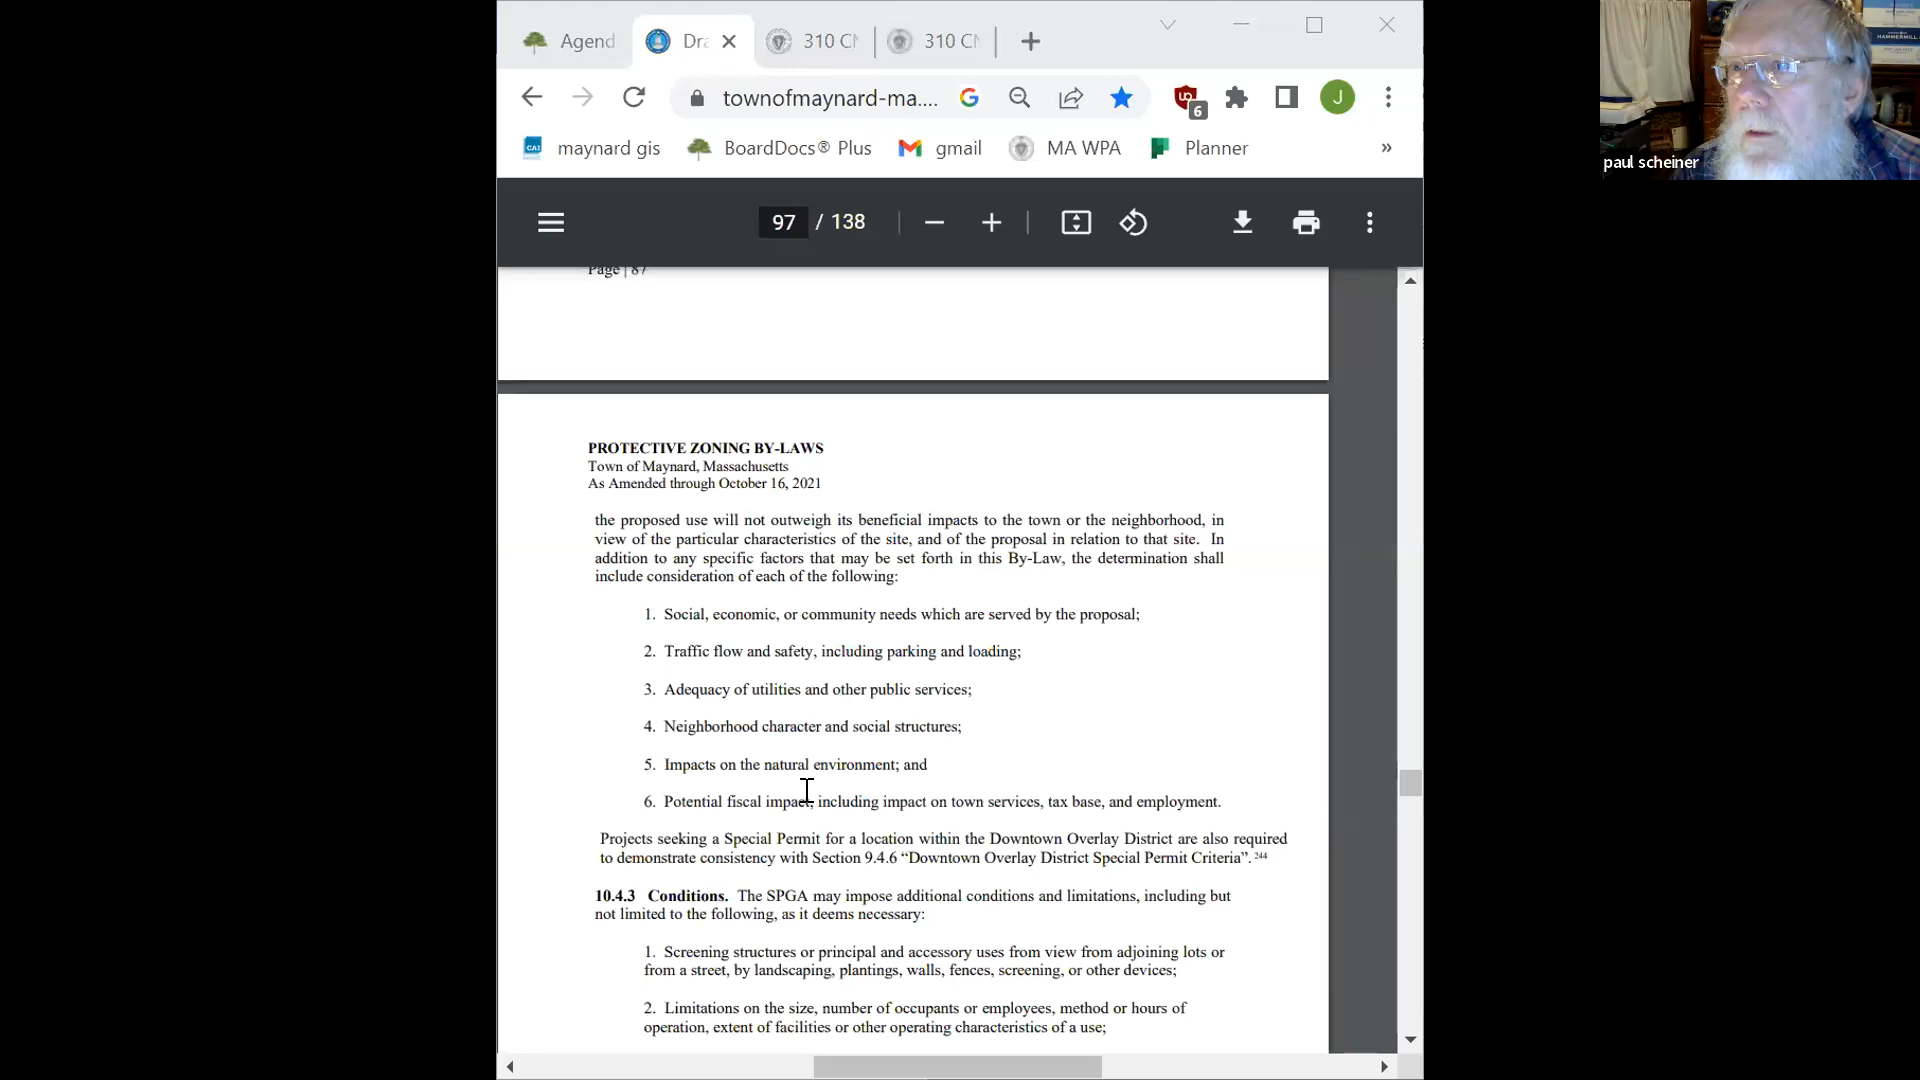 Agend
Dra
310 CM
310 CM
townofmaynard-ma....
6
J
maynard gis
BoardDocs® Plus
gmail
MA WPA
Planner
»
97 / 138
Page | 87
PROTECTIVE ZONING BY-LAWS
Town of Maynard, Massachusetts
As Amended through October 16, 2021
the proposed use will not outweigh its beneficial impacts to the town or the neighborhood, in
view of the particular characteristics of the site, and of the proposal in relation to that site. In
addition to any specific factors that may be set forth in this By-Law, the determination shall
include consideration of each of the following:
1. Social, economic, or community needs which are served by the proposal;
2. Traffic flow and safety, including parking and loading;
3. Adequacy of utilities and other public services;
4. Neighborhood character and social structures;
5. Impacts on the natural environment; and
6. Potential fiscal impact, including impact on town services, tax base, and employment.
Projects seeking a Special Permit for a location within the Downtown Overlay District are also required
to demonstrate consistency with Section 9.4.6 “Downtown Overlay District Special Permit Criteria”. 244
10.4.3 Conditions. The SPGA may impose additional conditions and limitations, including but
not limited to the following, as it deems necessary:
1. Screening structures or principal and accessory uses from view from adjoining lots or
from a street, by landscaping, plantings, walls, fences, screening, or other devices;
2. Limitations on the size, number of occupants or employees, method or hours of
operation, extent of facilities or other operating characteristics of a use;
HAMMERMILL
paul scheiner